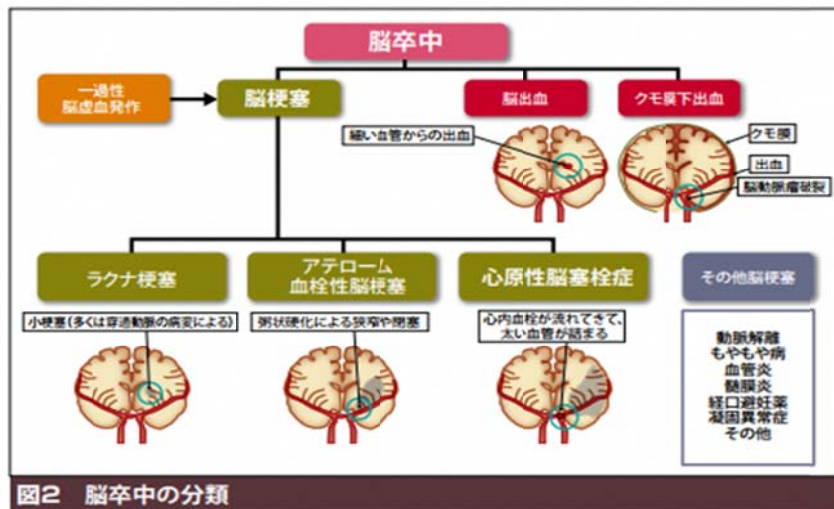 脳卒中
一過性
脳虚血発作
脳梗塞
脳出血
クモ膜下出血
細い血管からの出血
クモ膜
出血
脳動脈瘤破裂
ラクナ梗塞
アテローム
血栓性脳梗塞
心原性脳塞栓症
その他脳梗塞
小梗塞(多くは穿通動脈の病変による)
粥状硬化による狭窄や閉塞
心内血栓が流れてきて、
太い血管が詰まる
動脈解離
もやもや病
血管炎
髄膜炎
経口避妊薬
凝固異常症
その他
図2 脳卒中の分類